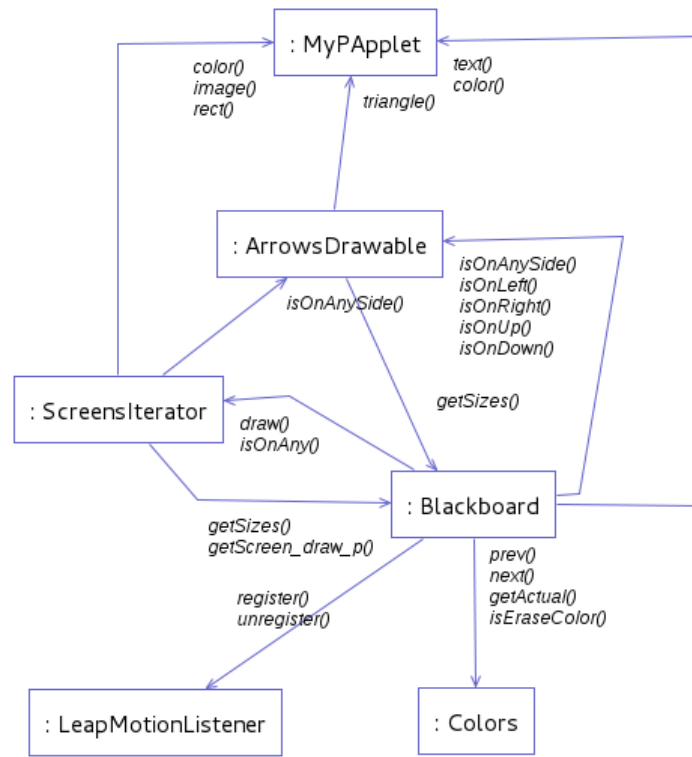 : MyPApplet
color()
image()
rect()
text()
color()
triangle()
: ArrowsDrawable
isOnAnySide()
isOnAnySide()
isOnLeft()
isOnRight()
isOnUp()
isOnDown()
: ScreensIterator
getSizes()
draw()
isOnAny()
: Blackboard
getSizes()
getScreen_draw_p()
prev()
next()
getActual()
isEraseColor()
register()
unregister()
: LeapMotionListener
: Colors